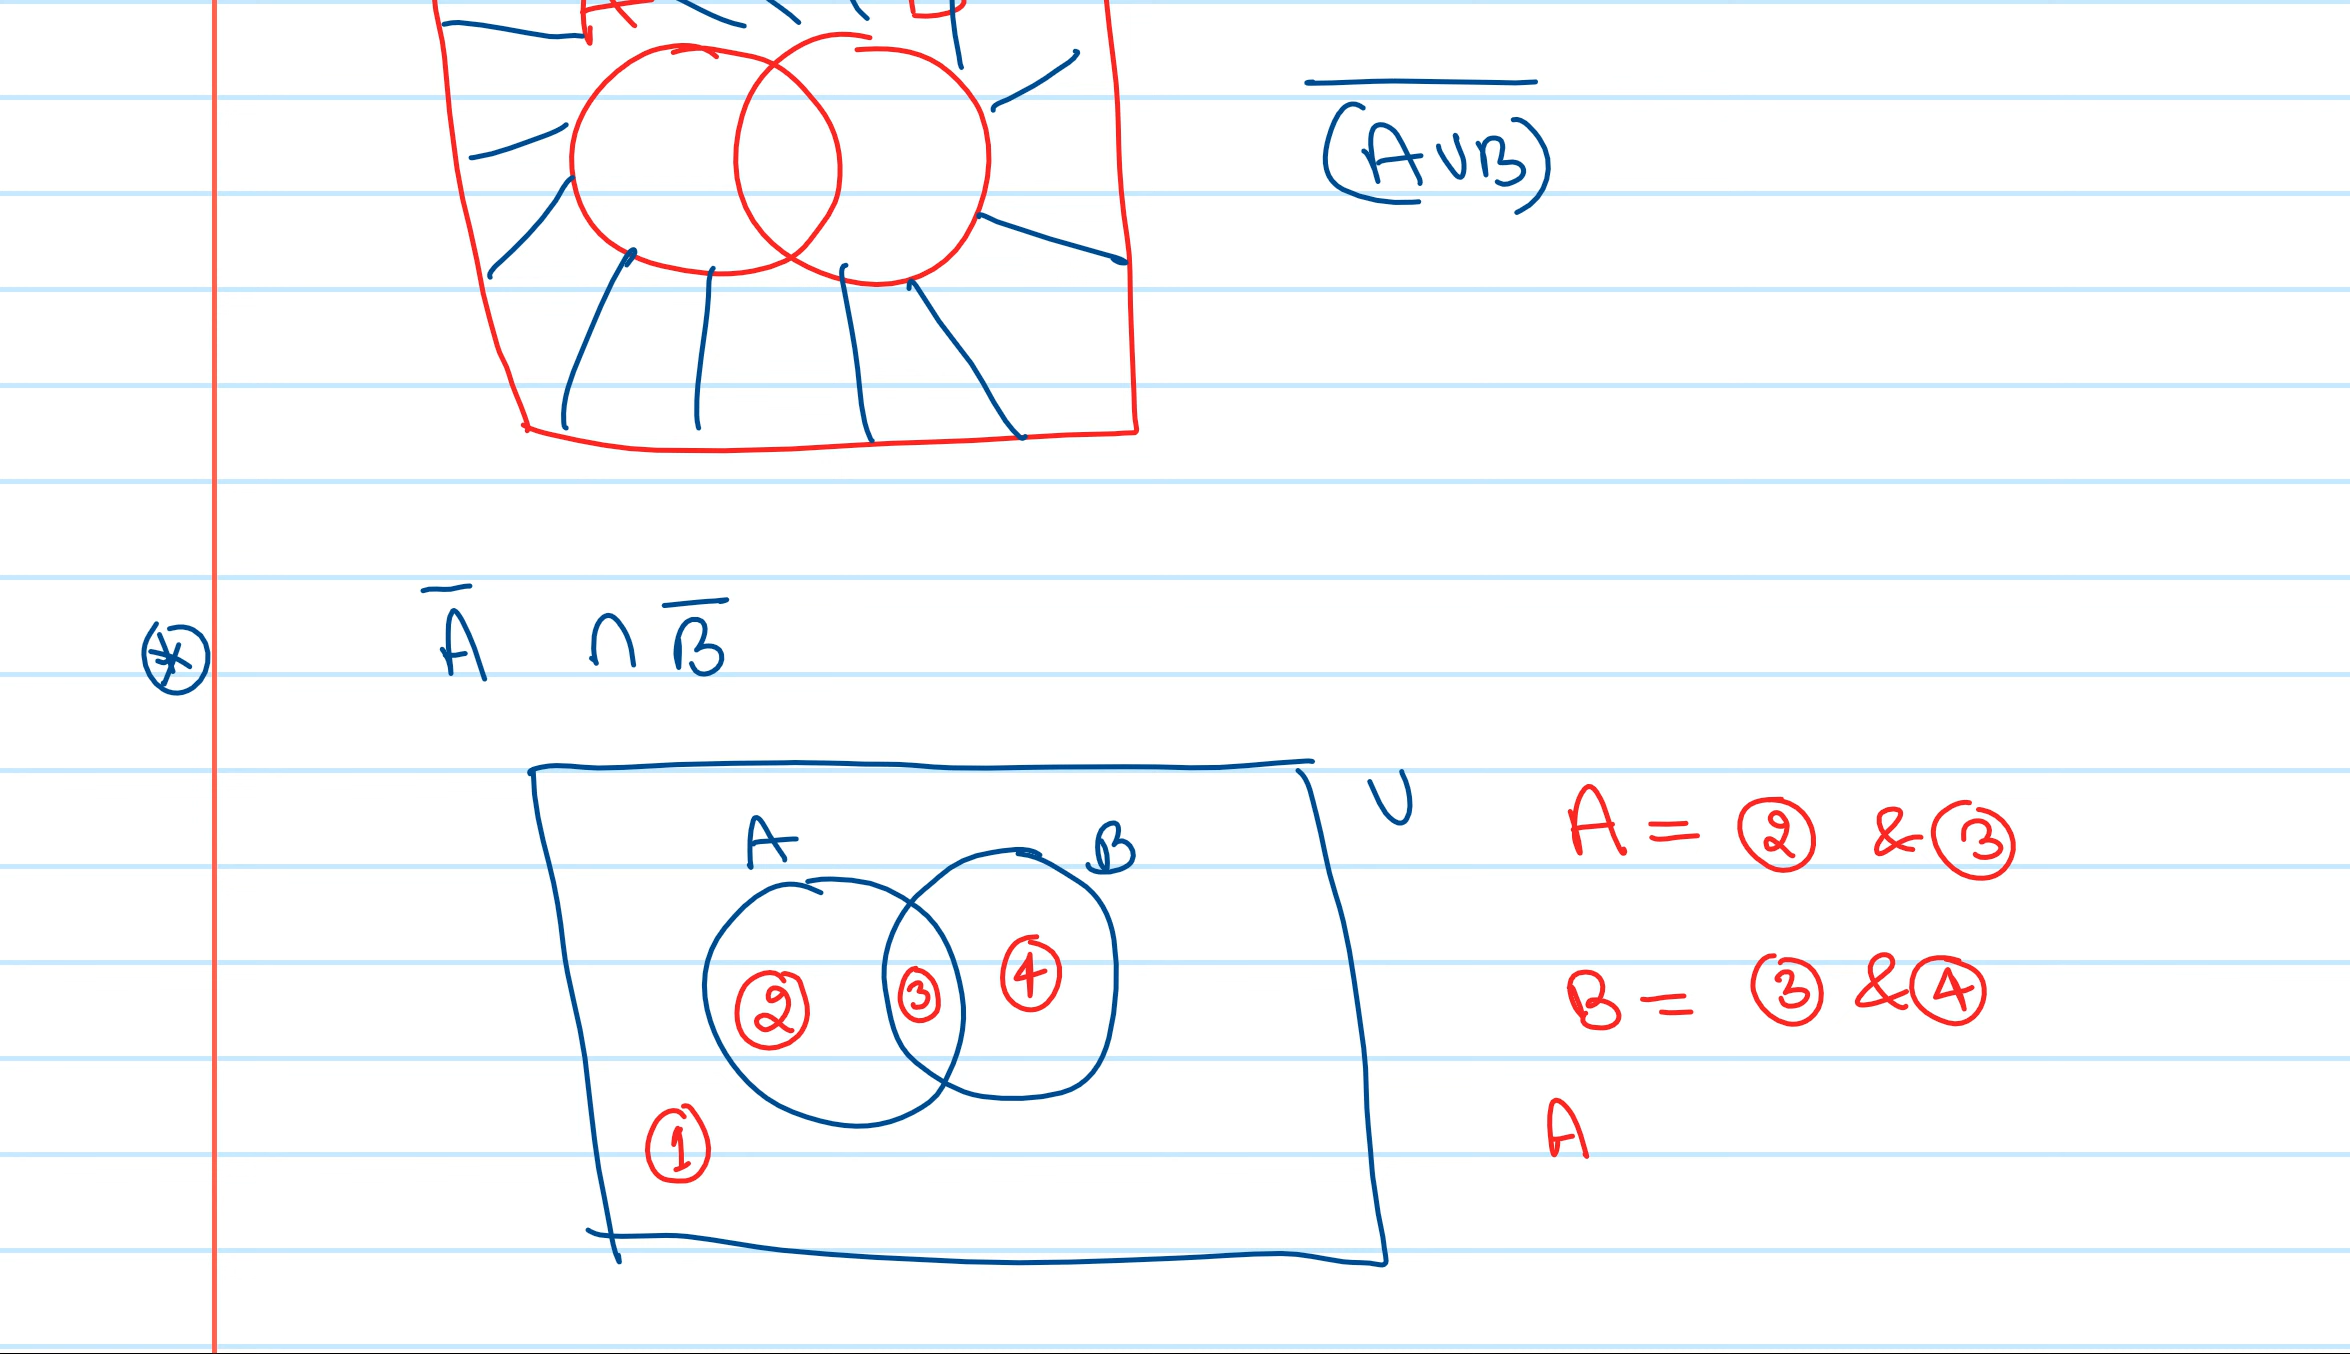 A B
(A∪B)‾
Ā ∩ B̄
U
A B
A = ② & ③
② ③ ④
B = ③ & ④
①
A